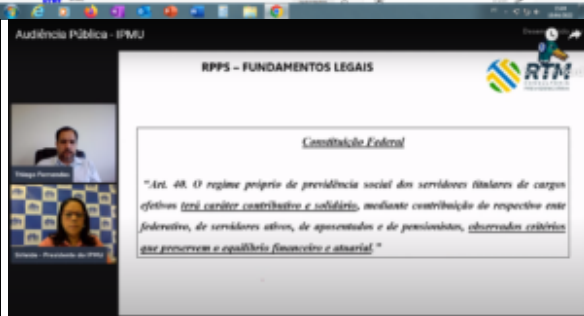 Audiência Pública - IPMU
RPPS – FUNDAMENTOS LEGAIS
RTM
Constituição Federal
"Art. 40. O regime próprio de previdência social dos servidores titulares de cargos
efetivos terá caráter contributivo e solidário, mediante contribuição do respectivo ente
federativo, de servidores ativos, de aposentados e de pensionistas, observados critérios
que preservem o equilíbrio financeiro e atuarial."
Thiago Fernandes
Presidente do IPMU